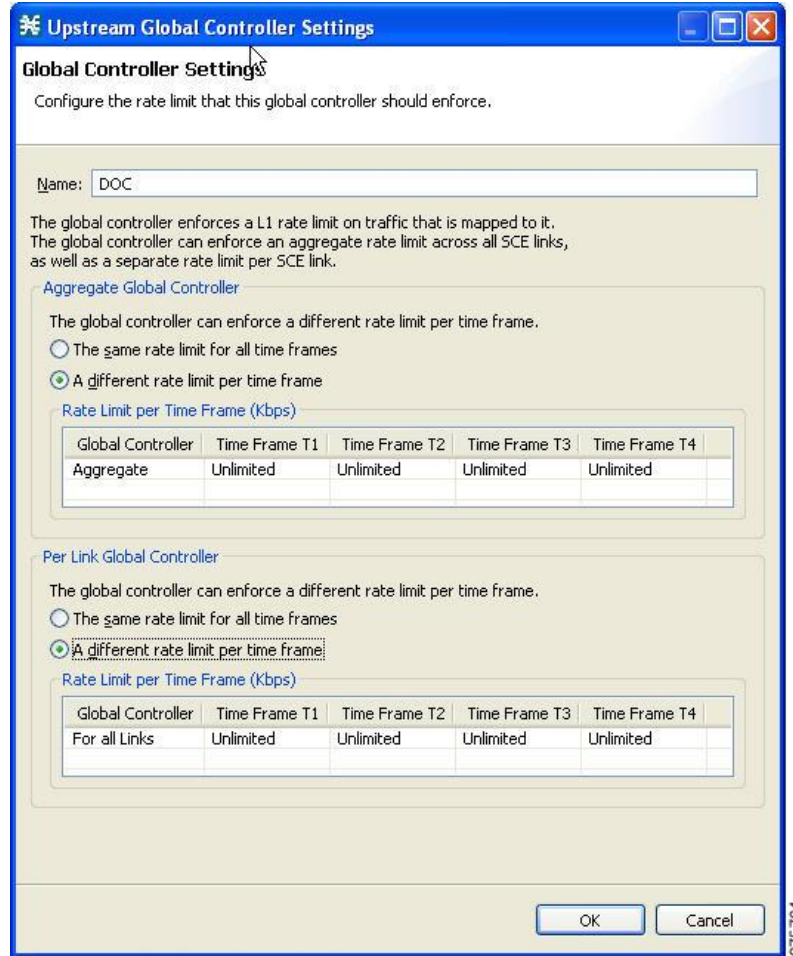 Upstream Global Controller Settings
Global Controller Settings
Configure the rate limit that this global controller should enforce.
Name: DOC
The global controller enforces a L1 rate limit on traffic that is mapped to it.
The global controller can enforce an aggregate rate limit across all SCE links,
as well as a separate rate limit per SCE link.
Aggregate Global Controller
The global controller can enforce a different rate limit per time frame.
The same rate limit for all time frames
A different rate limit per time frame
Rate Limit per Time Frame (Kbps)
Global Controller Time Frame T1 Time Frame T2 Time Frame T3 Time Frame T4
Aggregate Unlimited Unlimited Unlimited Unlimited
Per Link Global Controller
The global controller can enforce a different rate limit per time frame.
The same rate limit for all time frames
A different rate limit per time frame
Rate Limit per Time Frame (Kbps)
Global Controller Time Frame T1 Time Frame T2 Time Frame T3 Time Frame T4
For all Links Unlimited Unlimited Unlimited Unlimited
OK Cancel